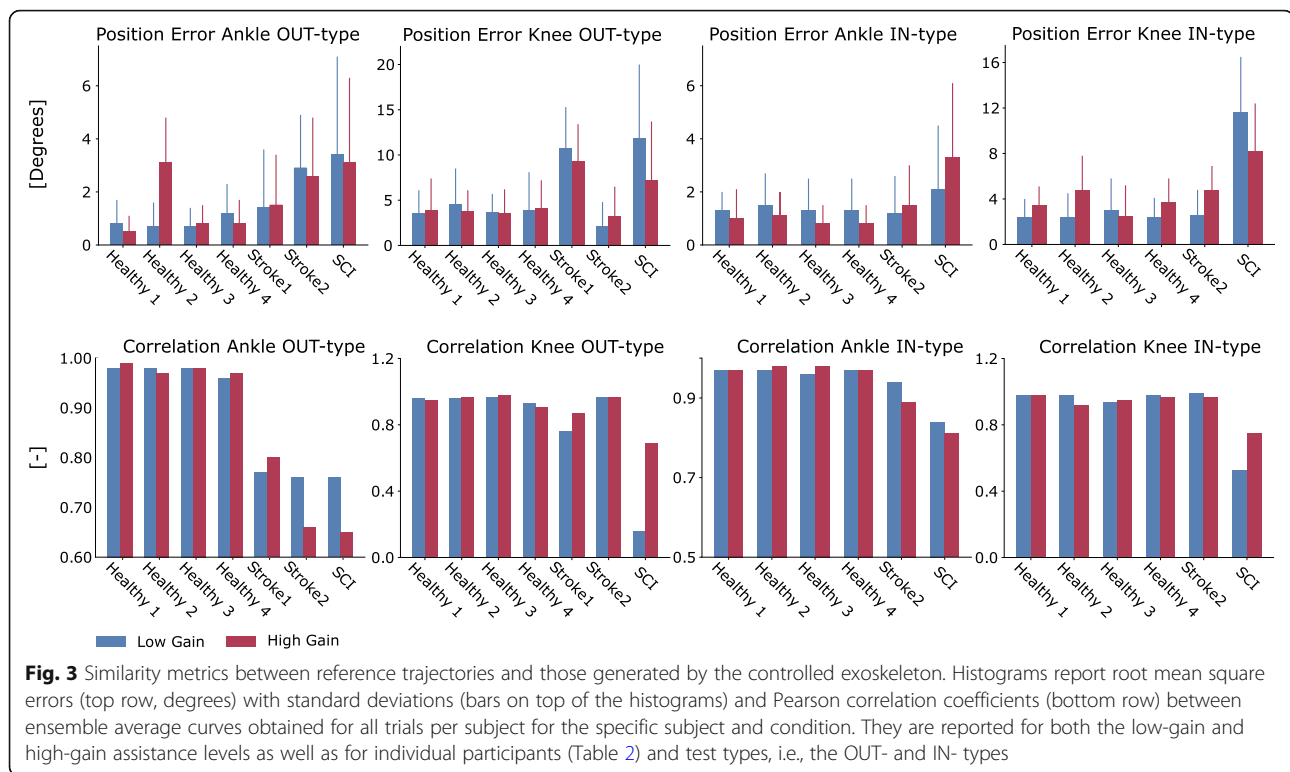 Position Error Ankle OUT-type
Position Error Knee OUT-type
Position Error Ankle IN-type
Position Error Knee IN-type
[Degrees]
6
4
2
0
20
15
10
5
0
6
4
2
0
16
12
8
4
0
Healthy 1
Healthy 2
Healthy 3
Healthy 4
Stroke1
Stroke2
SCI
Healthy 1
Healthy 2
Healthy 3
Healthy 4
Stroke1
Stroke2
SCI
Healthy 1
Healthy 2
Healthy 3
Healthy 4
Stroke2
SCI
Healthy 1
Healthy 2
Healthy 3
Healthy 4
Stroke2
SCI
Correlation Ankle OUT-type
Correlation Knee OUT-type
Correlation Ankle IN-type
Correlation Knee IN-type
[-]
1.00
0.90
0.80
0.70
0.60
1.2
0.8
0.4
0.0
0.9
0.7
0.5
1.2
0.8
0.4
0.0
Healthy 1
Healthy 2
Healthy 3
Healthy 4
Stroke1
Stroke2
SCI
Healthy 1
Healthy 2
Healthy 3
Healthy 4
Stroke1
Stroke2
SCI
Healthy 1
Healthy 2
Healthy 3
Healthy 4
Stroke2
SCI
Healthy 1
Healthy 2
Healthy 3
Healthy 4
Stroke2
SCI
Low Gain
High Gain
Fig. 3 Similarity metrics between reference trajectories and those generated by the controlled exoskeleton. Histograms report root mean square
errors (top row, degrees) with standard deviations (bars on top of the histograms) and Pearson correlation coefficients (bottom row) between
ensemble average curves obtained for all trials per subject for the specific subject and condition. They are reported for both the low-gain and
high-gain assistance levels as well as for individual participants (Table 2) and test types, i.e., the OUT- and IN- types